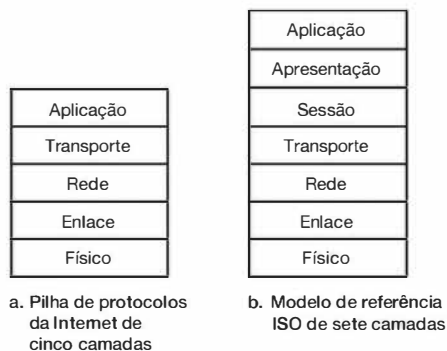 Aplicação
Transporte
Rede
Enlace
Físico
a. Pilha de protocolos
da Internet de
cinco camadas
Aplicação
Apresentação
Sessão
Transporte
Rede
Enlace
Físico
b. Modelo de referência
ISO de sete camadas